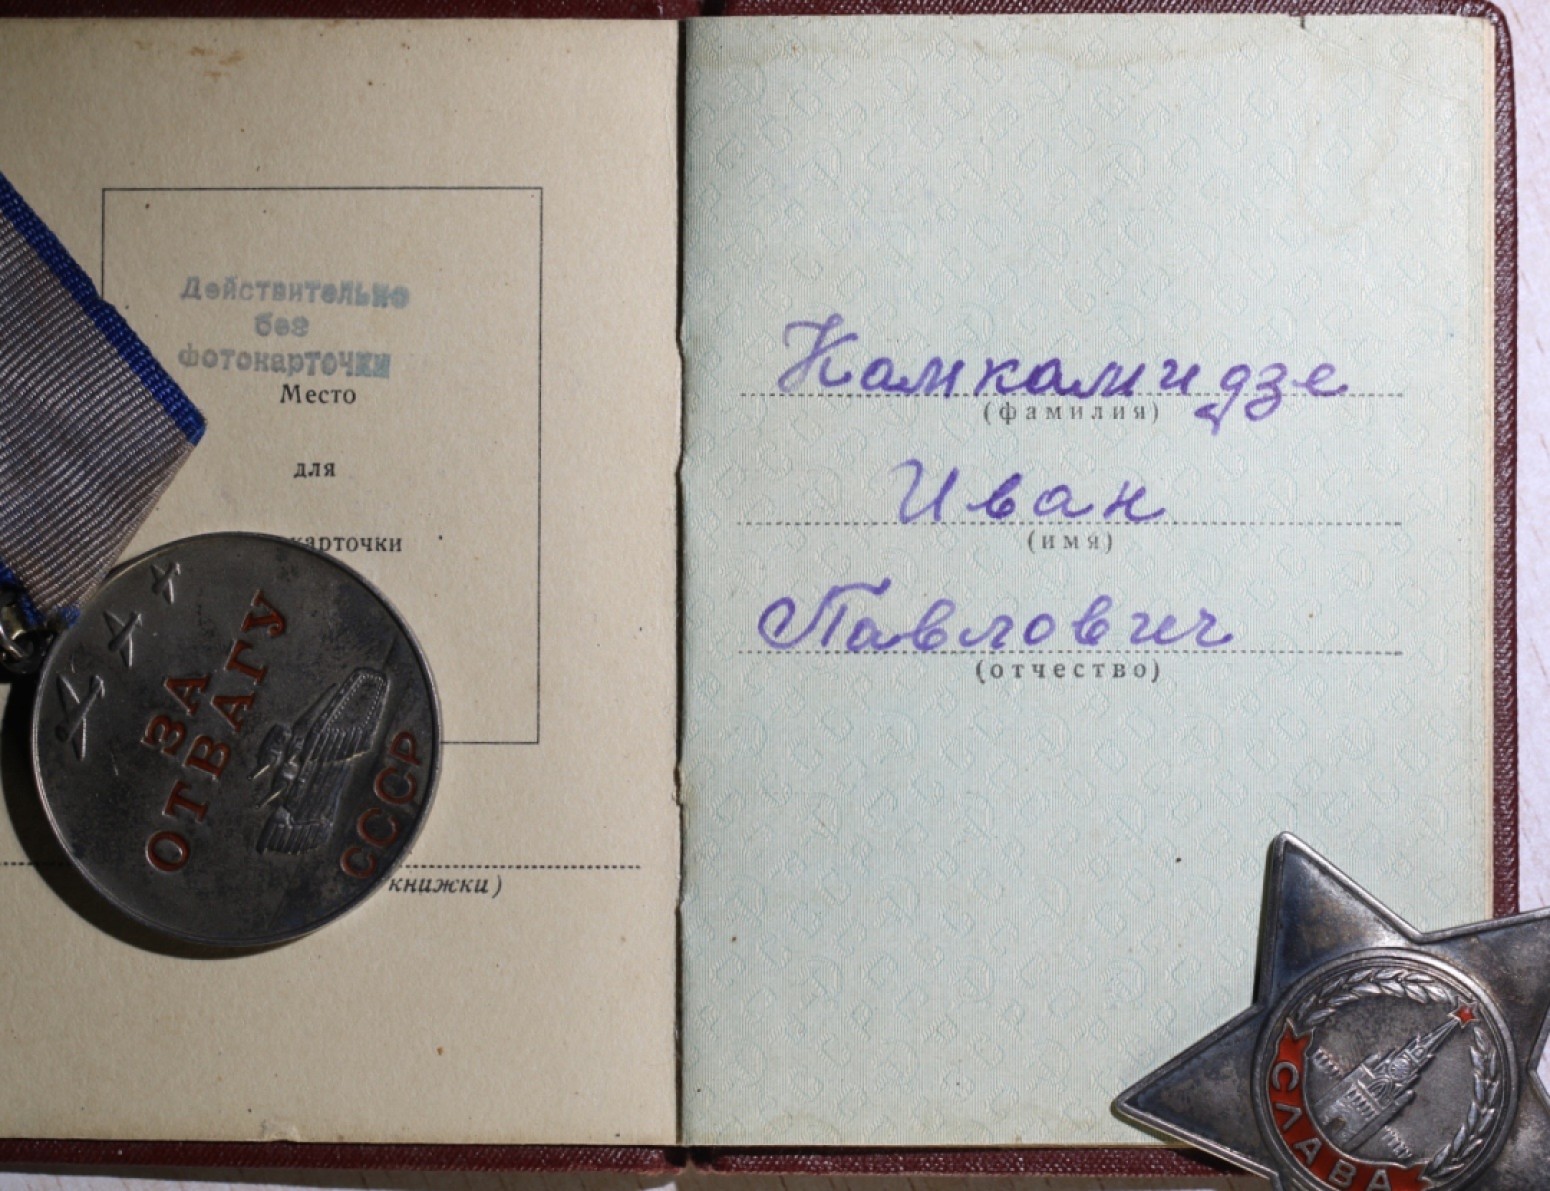 Действительно
без
фотокарточки
Место
для
карточки
книжки)
ЗА
ОТВАГУ
СССР
Камкамидзе
(фамилия)
Иван
(имя)
Павлович
(отчество)
СЛАВА